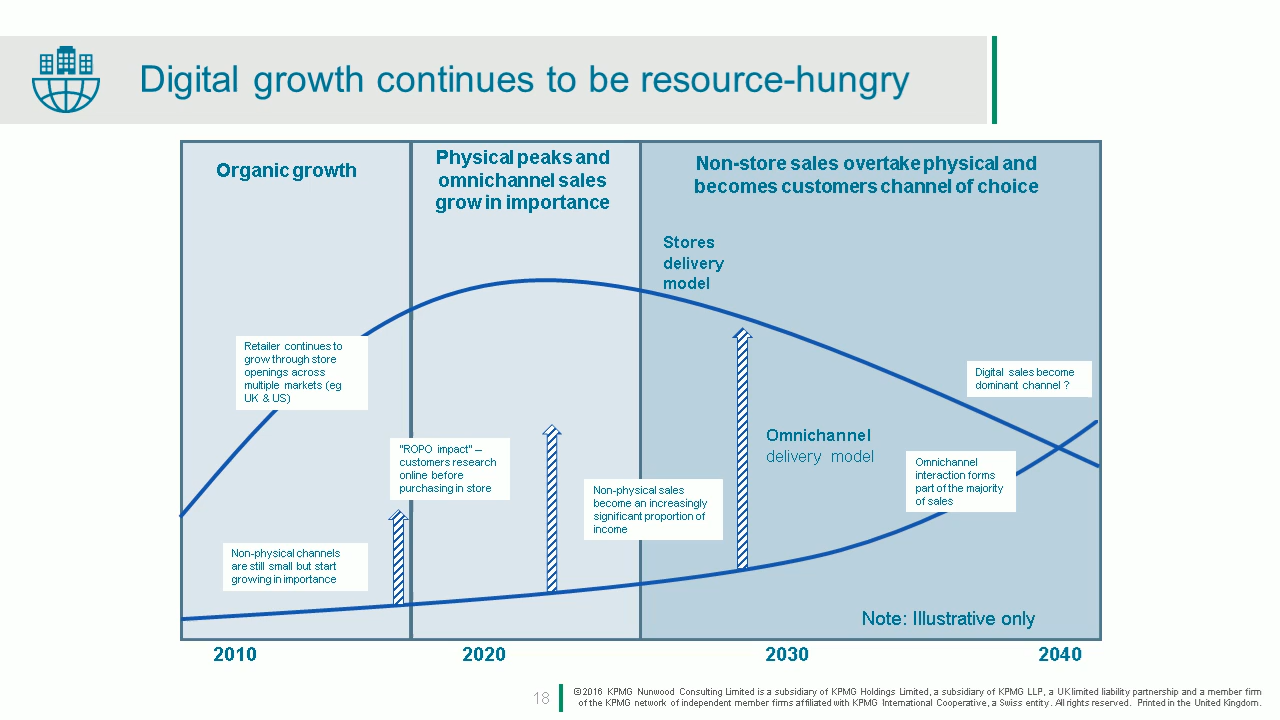 Digital growth continues to be resource-hungry
Organic growth
Physical peaks and
omnichannel sales
grow in importance
Non-store sales overtake physical and
becomes customers channel of choice
Stores
delivery
model
Retailer continues to
grow through store
openings across
multiple markets (eg
UK & US)
Digital sales become
dominant channel ?
"ROPO impact" –
customers research
online before
purchasing in store
Omnichannel
delivery model
Omnichannel
interaction forms
part of the majority
of sales
Non-physical sales
become an increasingly
significant proportion of
income
Non-physical channels
are still small but start
growing in importance
Note: Illustrative only
2010
2020
2030
2040
18
©2016 KPMG Nunwood Consulting Limited is a subsidiary of KPMG Holdings Limited, a subsidiary of KPMG LLP, a UK limited liability partnership and a member firm
of the KPMG network of independent member firms affiliated with KPMG International Cooperative, a Swiss entity. All rights reserved. Printed in the United Kingdom.